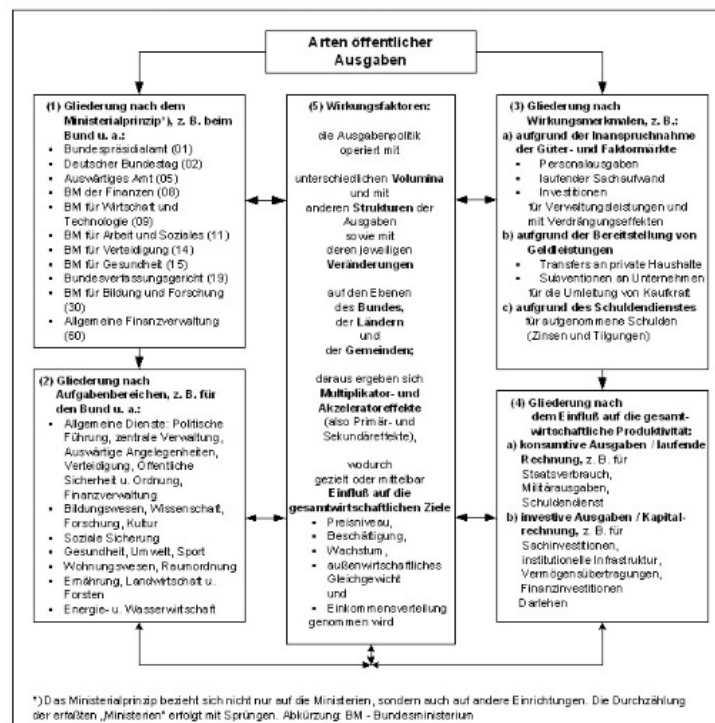 Arten öffentlicher
Ausgaben
(1) Gliederung nach dem
Ministerialprinzip*), z. B. beim
Bund u. a.:
• Bundespräsidialamt (01)
• Deutscher Bundestag (02)
• Auswärtiges Amt (05)
• BM der Finanzen (08)
• BM für Wirtschaft und
Technologie (09)
• BM für Arbeit und Soziales (11)
• BM für Verteidigung (14)
• BM für Gesundheit (15)
• Bundesverfassungsgericht (19)
• BM für Bildung und Forschung
(30)
• Allgemeine Finanzverwaltung
(60)
(2) Gliederung nach
Aufgabenbereichen, z. B. für
den Bund u. a.:
• Allgemeine Dienste: Politische
Führung, zentrale Verwaltung,
Auswärtige Angelegenheiten,
Verteidigung, Öffentliche
Sicherheit u. Ordnung,
Finanzverwaltung
• Bildungswesen, Wissenschaft,
Forschung, Kultur
• Soziale Sicherung
• Gesundheit, Umwelt, Sport
• Wohnungswesen, Raumordnung
• Ernährung, Landwirtschaft u.
Forsten
• Energie- u. Wasserwirtschaft
(5) Wirkungsfaktoren:
die Ausgabenpolitik
operiert mit
unterschiedlichen Volumina
und mit
anderen Strukturen der
Ausgaben
sowie mit
deren jeweiligen
Veränderungen
auf den Ebenen
des Bundes,
der Ländern
und
der Gemeinden;
daraus ergeben sich
Multiplikator- und
Akzeleratoreffekte
(also Primär- und
Sekundäreffekte),
wodurch
gezielt oder mittelbar
Einfluß auf die
gesamtwirtschaftlichen Ziele
• Preisniveau,
• Beschäftigung,
• Wachstum,
• außenwirtschaftliches
Gleichgewicht
und
• Einkommensverteilung
genommen wird
(3) Gliederung nach
Wirkungsmerkmalen, z. B.:
a) aufgrund der Inanspruchnahme
der Güter- und Faktormärkte
• Personalausgaben
• laufender Sachaufwand
• Investitionen
für Verwaltungsleistungen und
mit Verdrängungseffekten
b) aufgrund der Bereitstellung von
Geldleistungen
• Transfers an private Haushalte
• Subventionen an Unternehmen
für die Umleitung von Kaufkraft
c) aufgrund des Schuldendienstes
für aufgenommene Schulden
(Zinsen und Tilgungen)
(4) Gliederung nach
dem Einfluß auf die gesamt-
wirtschaftliche Produktivität:
a) konsumtive Ausgaben / laufende
Rechnung, z. B. für
Staatsverbrauch,
Militärausgaben,
Schuldendienst
b) investive Ausgaben / Kapital-
rechnung, z. B. für
Sachinvestitionen,
institutionelle Infrastruktur,
Vermögensübertragungen,
Finanzinvestitionen
Darlehen
*) Das Ministerialprinzip bezieht sich nicht nur auf die Ministerien, sondern auch auf andere Einrichtungen. Die Durchzählung
der erfaßten „Ministerien" erfolgt mit Sprüngen. Abkürzung: BM - Bundesministerium